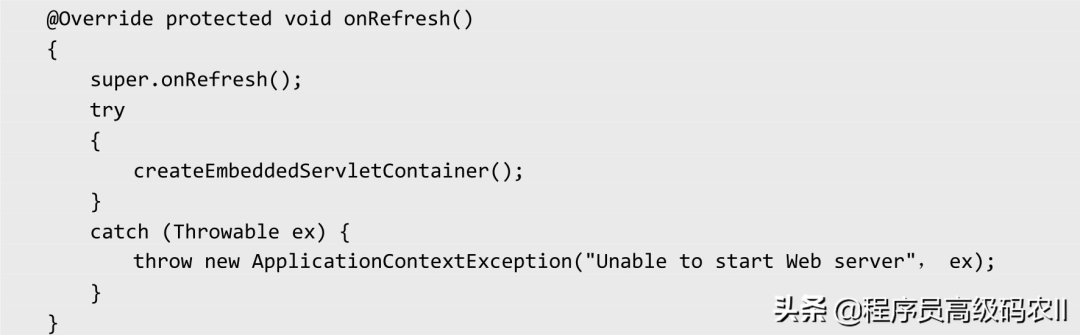 @Override protected void onRefresh()
{
    super.onRefresh();
    try
    {
        createEmbeddedServletContainer();
    }
    catch (Throwable ex) {
        throw new ApplicationContextException("Unable to start Web server", ex);
    }
}
头条 @程序员高级码农II